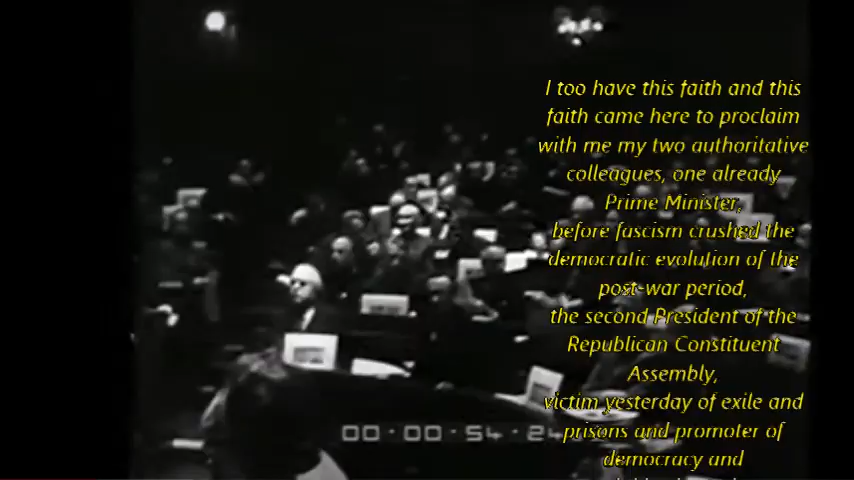 I too have this faith and this
faith came here to proclaim
with me my two authoritative
colleagues, one already
Prime Minister,
before fascism crushed the
democratic evolution of the
post-war period,
the second President of the
Republican Constituent
Assembly,
victim yesterday of exile and
prisons and promoter of
democracy and
00·00·54·24